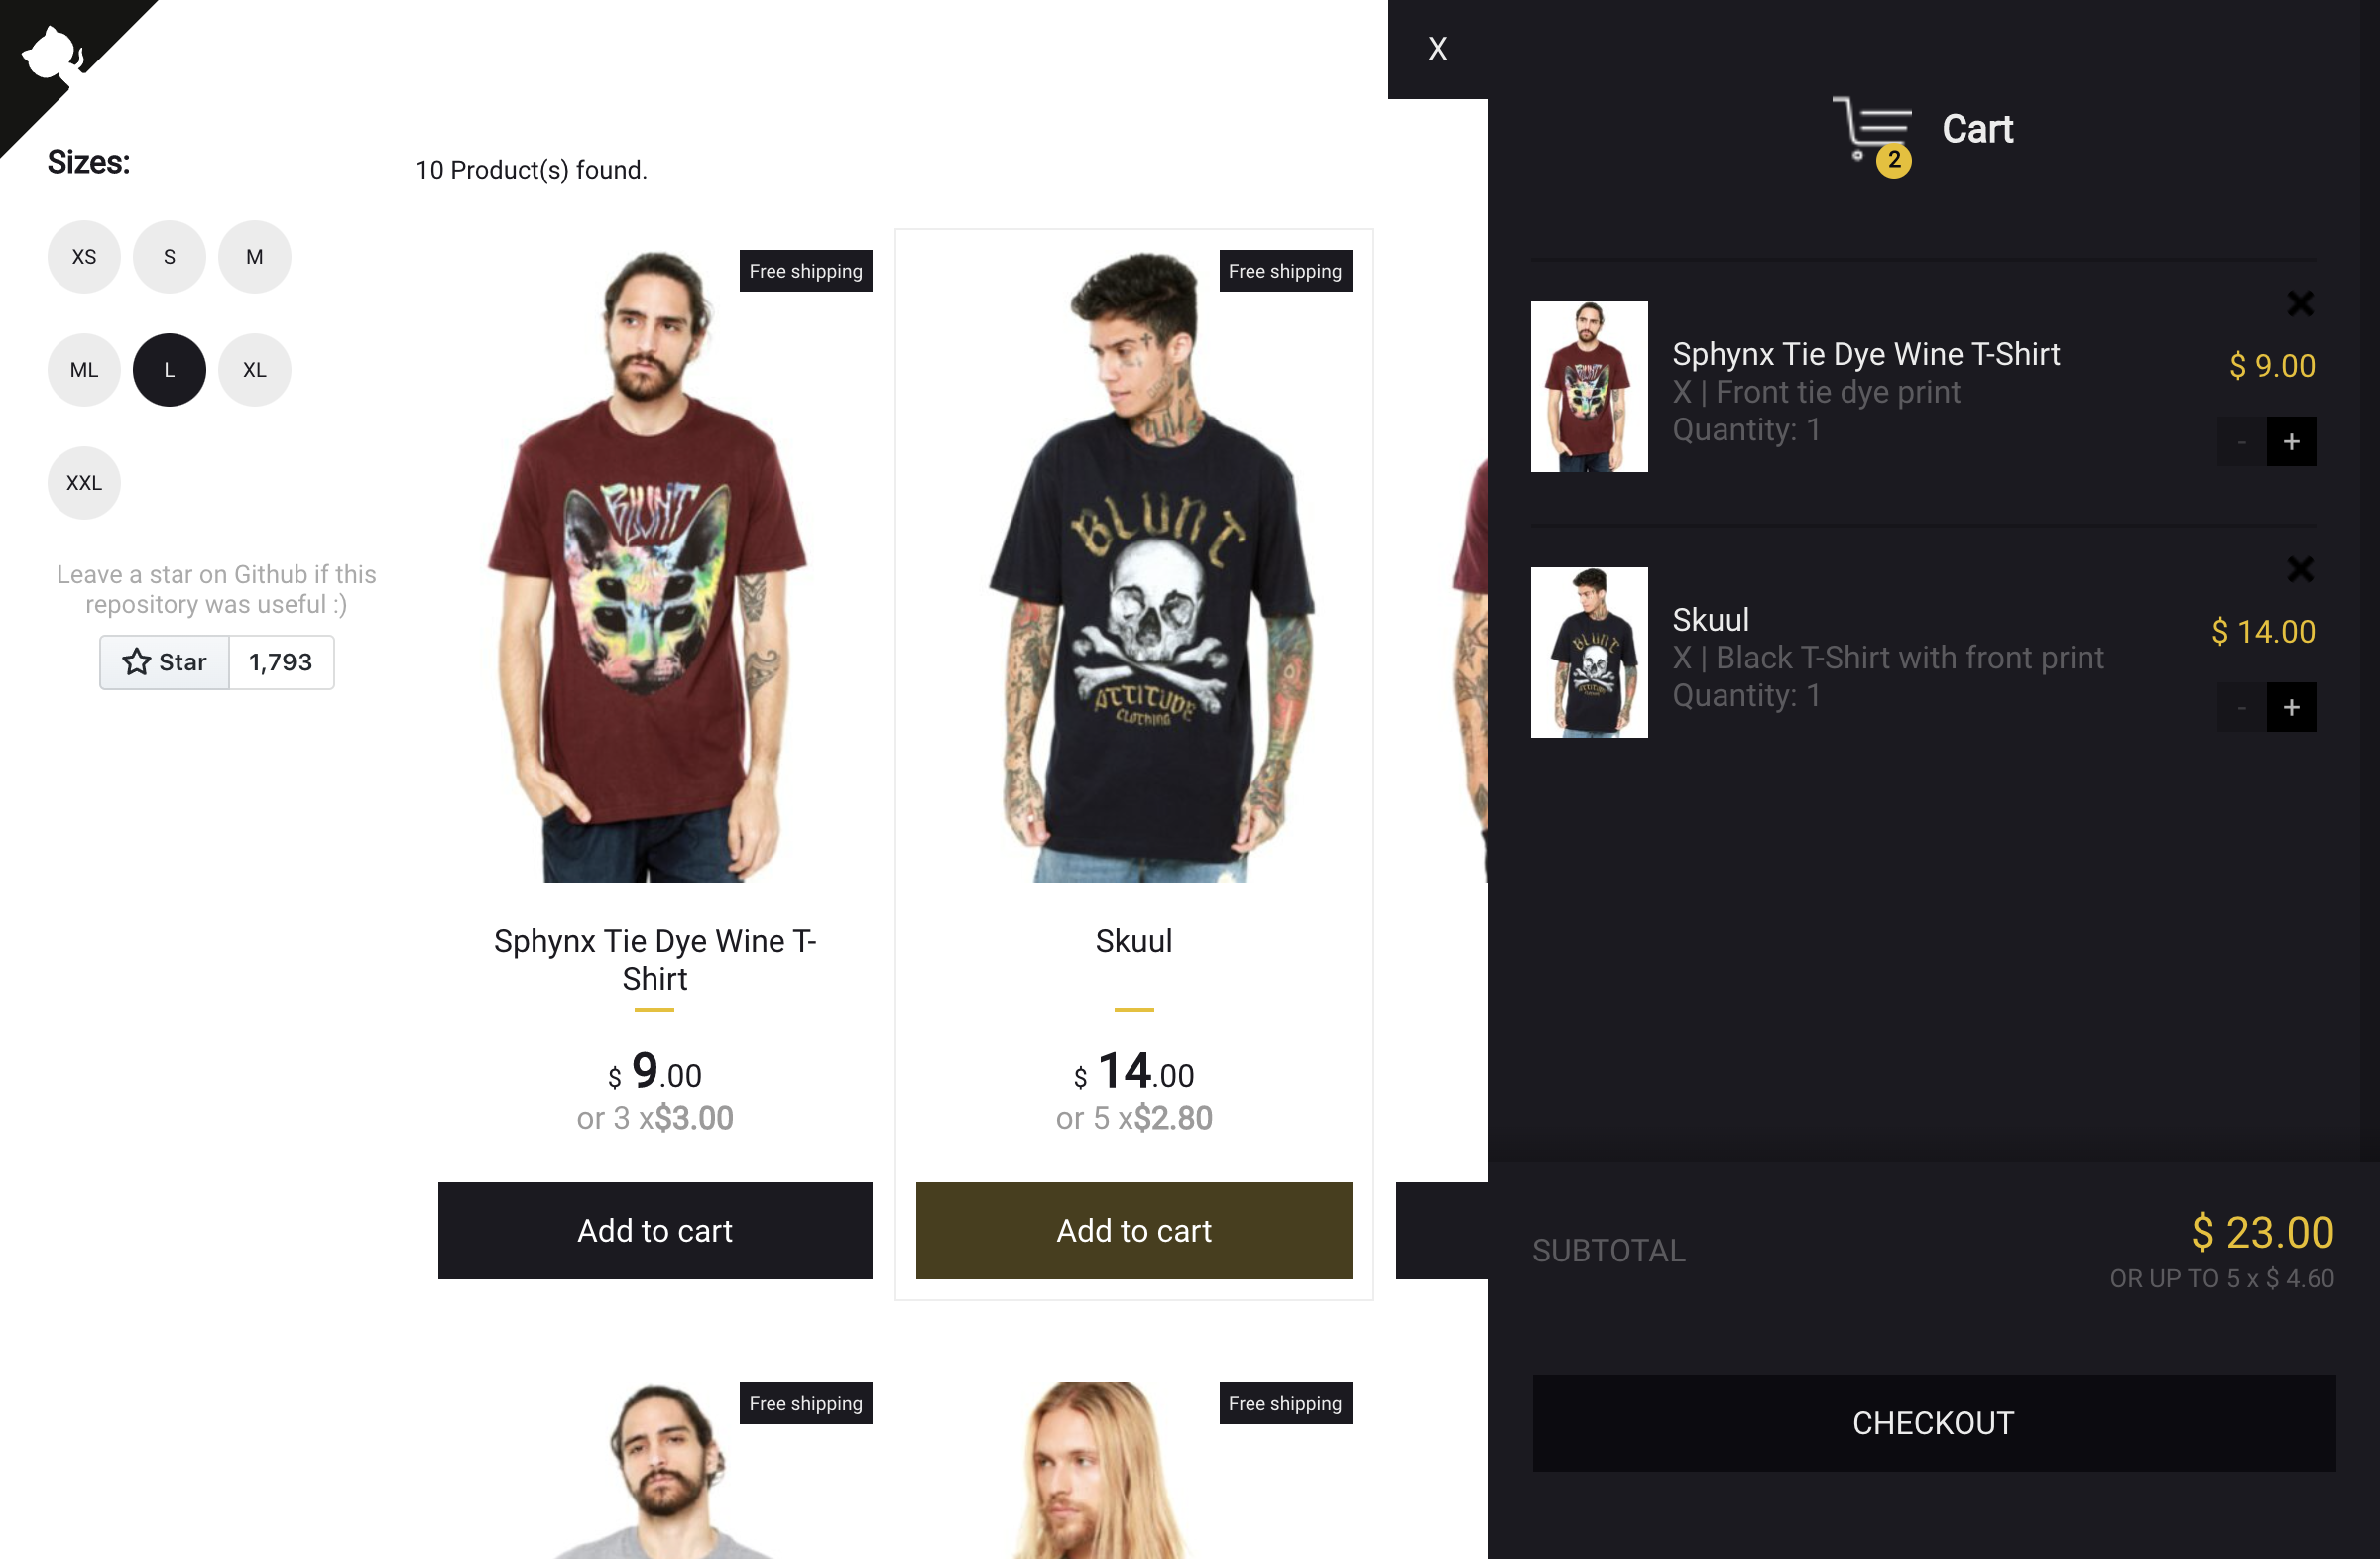 Sizes:
XS
S
M
ML
L
XL
XXL
Leave a star on Github if this
repository was useful :)
Star
1,793
10 Product(s) found.
Free shipping
BLUNT
Sphynx Tie Dye Wine T-
Shirt
$ 9.00
or 3 x$3.00
Add to cart
Free shipping
BLUNT
ATTITUDE
CLOTHING
Skuul
$ 14.00
or 5 x$2.80
Add to cart
Free shipping
Free shipping
X
2
Cart
Sphynx Tie Dye Wine T-Shirt
X | Front tie dye print
Quantity: 1
$ 9.00
-
+
Skuul
X | Black T-Shirt with front print
Quantity: 1
$ 14.00
-
+
SUBTOTAL
$ 23.00
OR UP TO 5 x $ 4.60
CHECKOUT